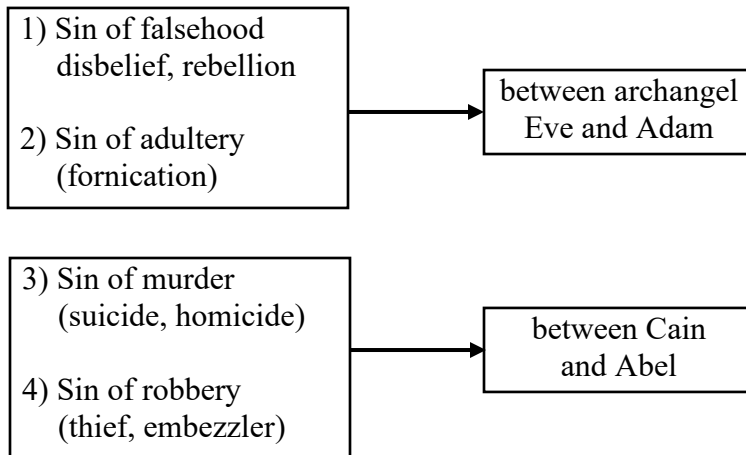 1) Sin of falsehood
disbelief, rebellion
2) Sin of adultery
(fornication)
between archangel
Eve and Adam
3) Sin of murder
(suicide, homicide)
4) Sin of robbery
(thief, embezzler)
between Cain
and Abel